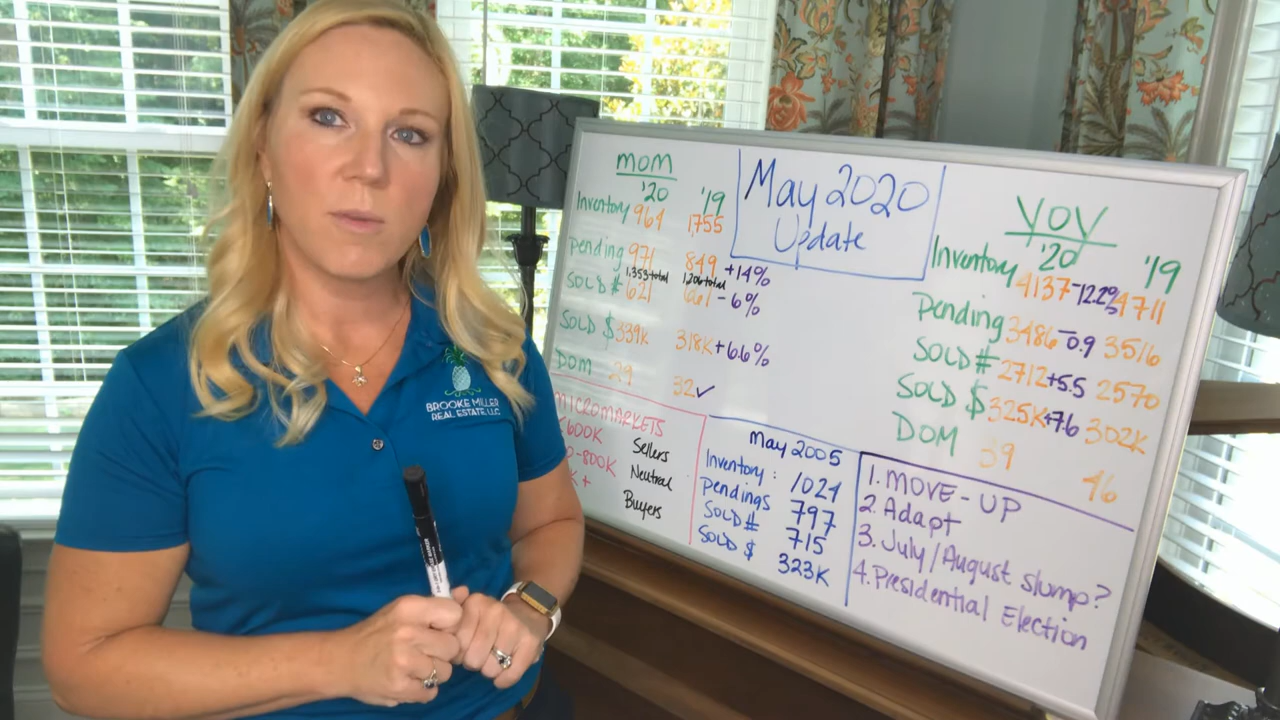 BROOKE MILLER
REAL ESTATE LLC
May 2020
Update
MOM
'20 '19
Inventory 964 1,755
Pending 971 849 +14%
1,353 total 1,206 total
SOLD # 621 661 -6%
SOLD $ 339K 318K +6.6%
DOM 29 32 ✓
YOY
'20 '19
Inventory 4137 -12.2% 4711
Pending 3486 -0.9 3516
SOLD # 2712 +5.5 2570
SOLD $ 325K +7.6 302K
DOM 39 46
MICROMARKETS
<600K Sellers
-800K Neutral
K+ Buyers
May 2005
Inventory: 1021
Pendings 797
SOLD # 715
SOLD $ 323K
1. MOVE-UP
2. Adapt
3. July/August slump?
4. Presidential Election